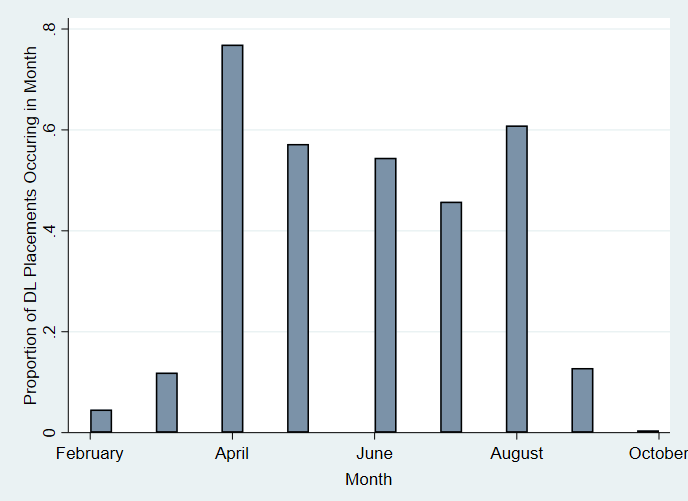 Proportion of DL Placements Occuring in Month
.8
.6
.4
.2
0
February April June August October
Month